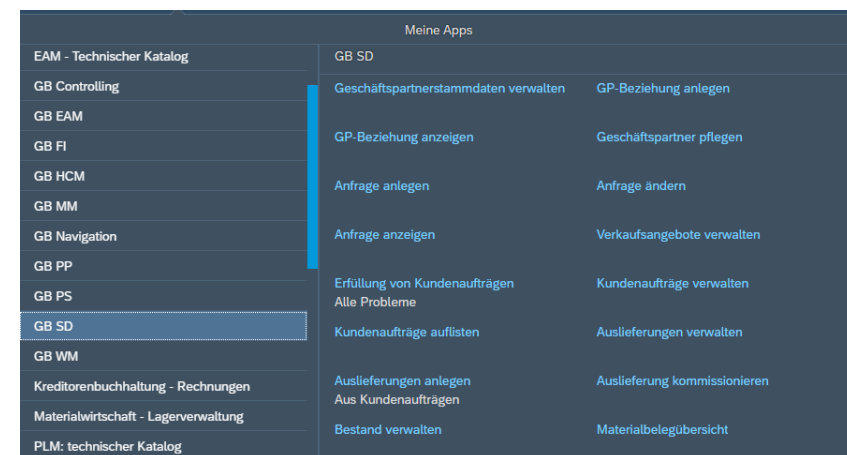 Meine Apps
EAM - Technischer Katalog
GB Controlling
GB EAM
GB FI
GB HCM
GB MM
GB Navigation
GB PP
GB PS
GB SD
GB WM
Kreditorenbuchhaltung - Rechnungen
Materialwirtschaft - Lagerverwaltung
PLM: technischer Katalog
GB SD
Geschäftspartnerstammdaten verwalten
GP-Beziehung anlegen
GP-Beziehung anzeigen
Geschäftspartner pflegen
Anfrage anlegen
Anfrage ändern
Anfrage anzeigen
Verkaufsangebote verwalten
Erfüllung von Kundenaufträgen
Alle Probleme
Kundenaufträge verwalten
Kundenaufträge auflisten
Auslieferungen verwalten
Auslieferungen anlegen
Aus Kundenaufträgen
Auslieferung kommissionieren
Bestand verwalten
Materialbelegübersicht